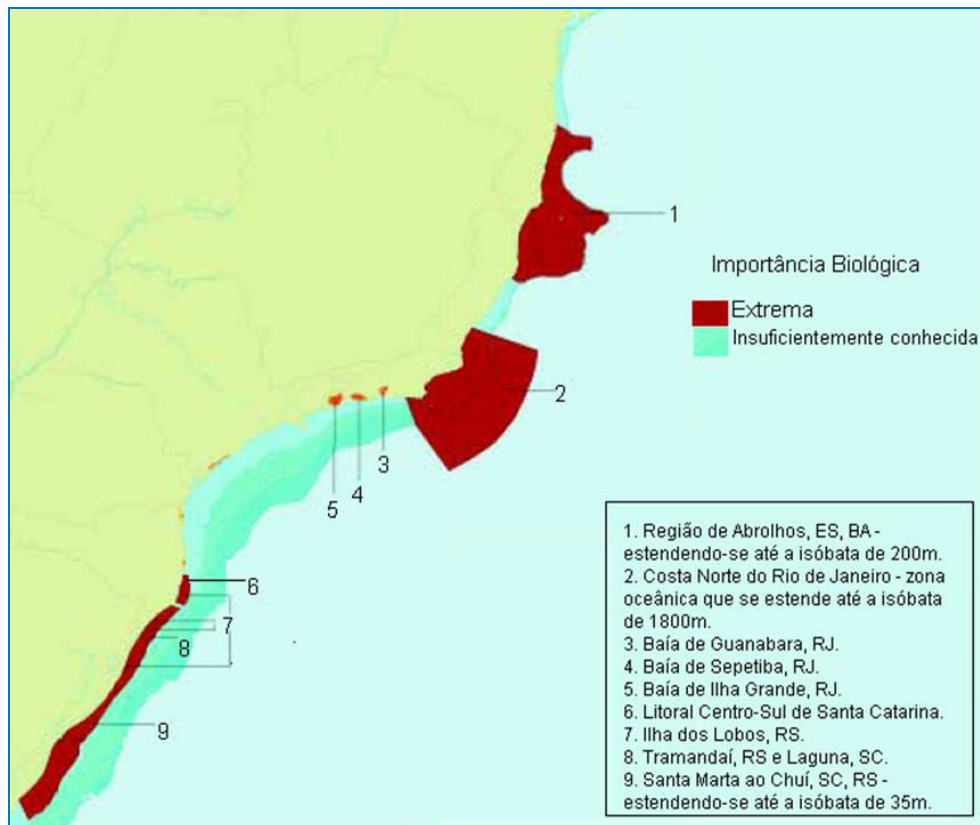 1
Importância Biológica
Extrema
Insuficientemente conhecida
2
3
4
5
6
7
8
9
1. Região de Abrolhos, ES, BA -
estendendo-se até a isóbata de 200m.
2. Costa Norte do Rio de Janeiro - zona
oceânica que se estende até a isóbata
de 1800m.
3. Baía de Guanabara, RJ.
4. Baía de Sepetiba, RJ.
5. Baía de Ilha Grande, RJ.
6. Litoral Centro-Sul de Santa Catarina.
7. Ilha dos Lobos, RS.
8. Tramandaí, RS e Laguna, SC.
9. Santa Marta ao Chuí, SC, RS -
estendendo-se até a isóbata de 35m.